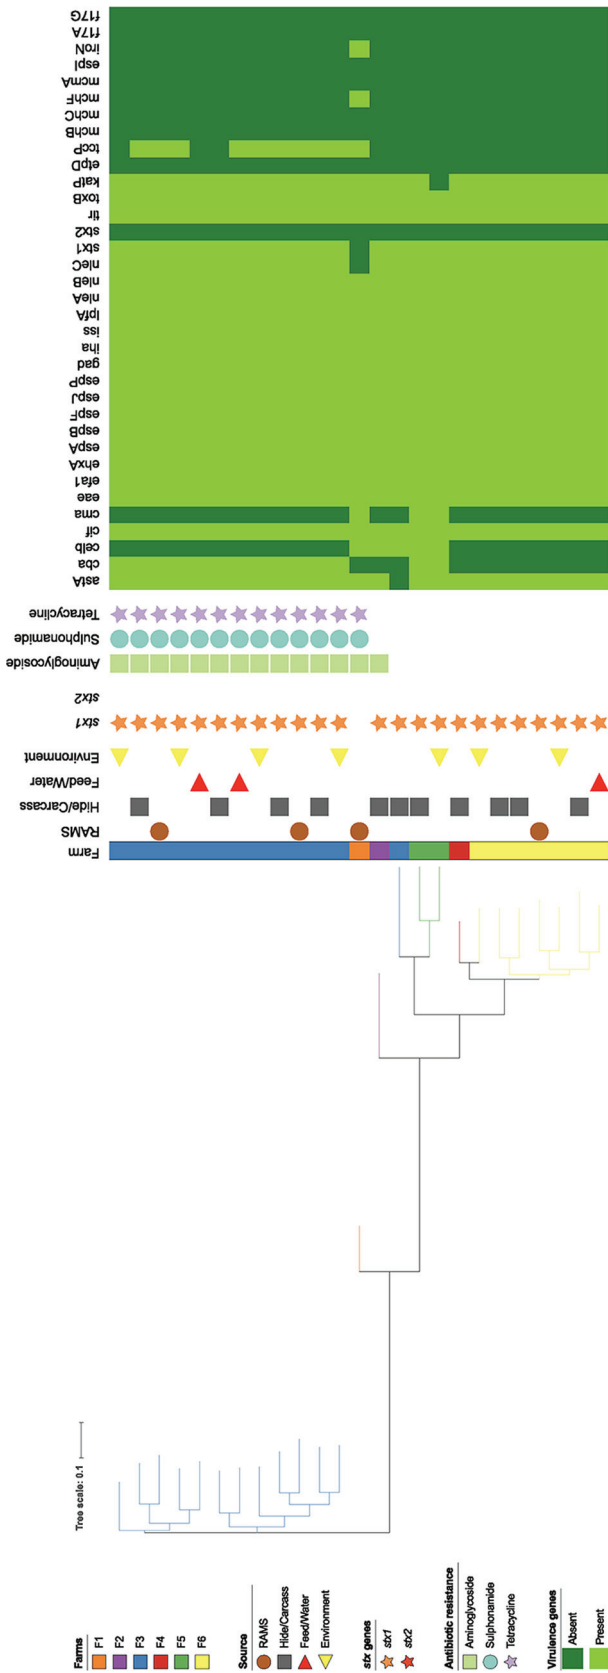 f17G
f17A
iroN
espI
mcmA
mchF
mchC
mchB
tccP
etpD
katP
toxB
tir
stx2
stx1
nleC
nleB
nleA
lpfA
iss
iha
gad
espP
espJ
espF
espB
espA
ehxA
efa1
eae
cma
cif
celb
cba
astA
Tetracycline
Sulphonamide
Aminoglycoside
stx2
stx1
Environment
Feed/Water
Hide/Carcass
RAMS
Farm
Tree scale: 0.1
Farms
F1
F2
F3
F4
F5
F6
Source
RAMS
Hide/Carcass
Feed/Water
Environment
stx genes
stx1
stx2
Antibiotic resistance
Aminoglycoside
Sulphonamide
Tetracycline
Virulence genes
Absent
Present